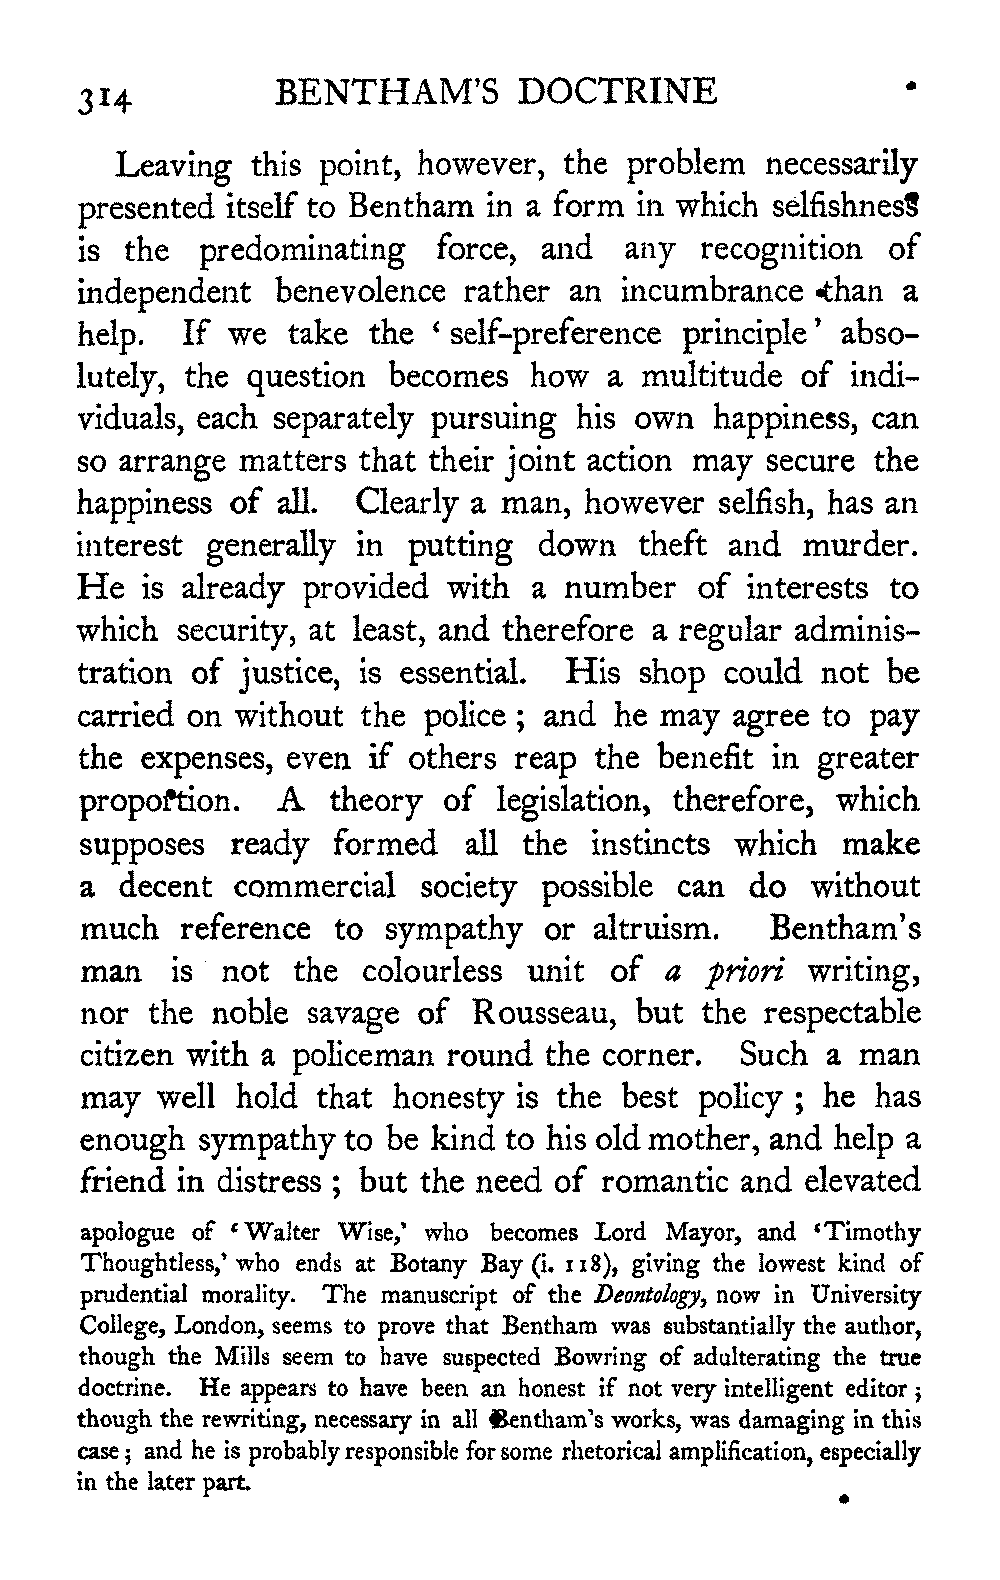 314 BENTHAM'S DOCTRINE
Leaving this point, however, the problem necessarily
presented itself to Bentham in a form in which selfishness
is the predominating force, and any recognition of
independent benevolence rather an incumbrance than a
help. If we take the ‘self-preference principle’ abso-
lutely, the question becomes how a multitude of indi-
viduals, each separately pursuing his own happiness, can
so arrange matters that their joint action may secure the
happiness of all. Clearly a man, however selfish, has an
interest generally in putting down theft and murder.
He is already provided with a number of interests to
which security, at least, and therefore a regular adminis-
tration of justice, is essential. His shop could not be
carried on without the police ; and he may agree to pay
the expenses, even if others reap the benefit in greater
proportion. A theory of legislation, therefore, which
supposes ready formed all the instincts which make
a decent commercial society possible can do without
much reference to sympathy or altruism. Bentham's
man is not the colourless unit of a priori writing,
nor the noble savage of Rousseau, but the respectable
citizen with a policeman round the corner. Such a man
may well hold that honesty is the best policy ; he has
enough sympathy to be kind to his old mother, and help a
friend in distress ; but the need of romantic and elevated
apologue of ‘Walter Wise,’ who becomes Lord Mayor, and ‘Timothy
Thoughtless,’ who ends at Botany Bay (i. 118), giving the lowest kind of
prudential morality. The manuscript of the Deontology, now in University
College, London, seems to prove that Bentham was substantially the author,
though the Mills seem to have suspected Bowring of adulterating the true
doctrine. He appears to have been an honest if not very intelligent editor ;
though the rewriting, necessary in all Bentham's works, was damaging in this
case ; and he is probably responsible for some rhetorical amplification, especially
in the later part.